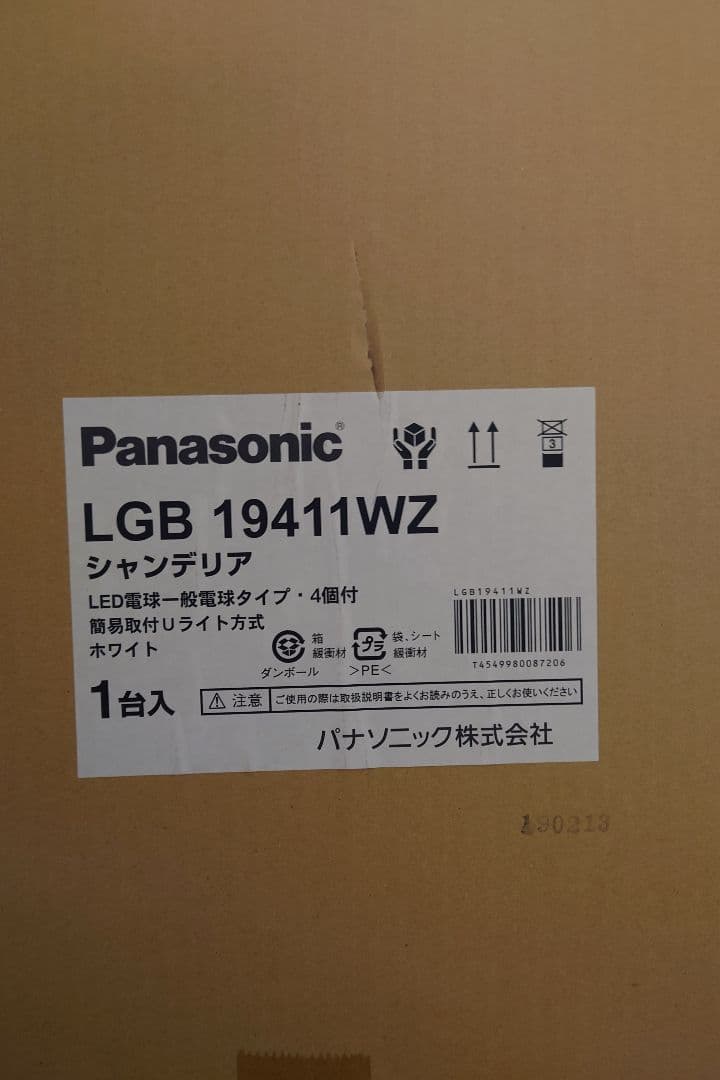 Panasonic®
3
LGB 19411WZ
シャンデリア
LED電球一般電球タイプ・4個付
簡易取付Uライト方式
ホワイト
LGB19411WZ
T4549980087206
箱
緩衝材
ダンボール
プラ
袋、シート
緩衝材
>PE<
1台入
注意
ご使用の際は取扱説明書をよくお読みのうえ、正しくお使いください
パナソニック株式会社
190213